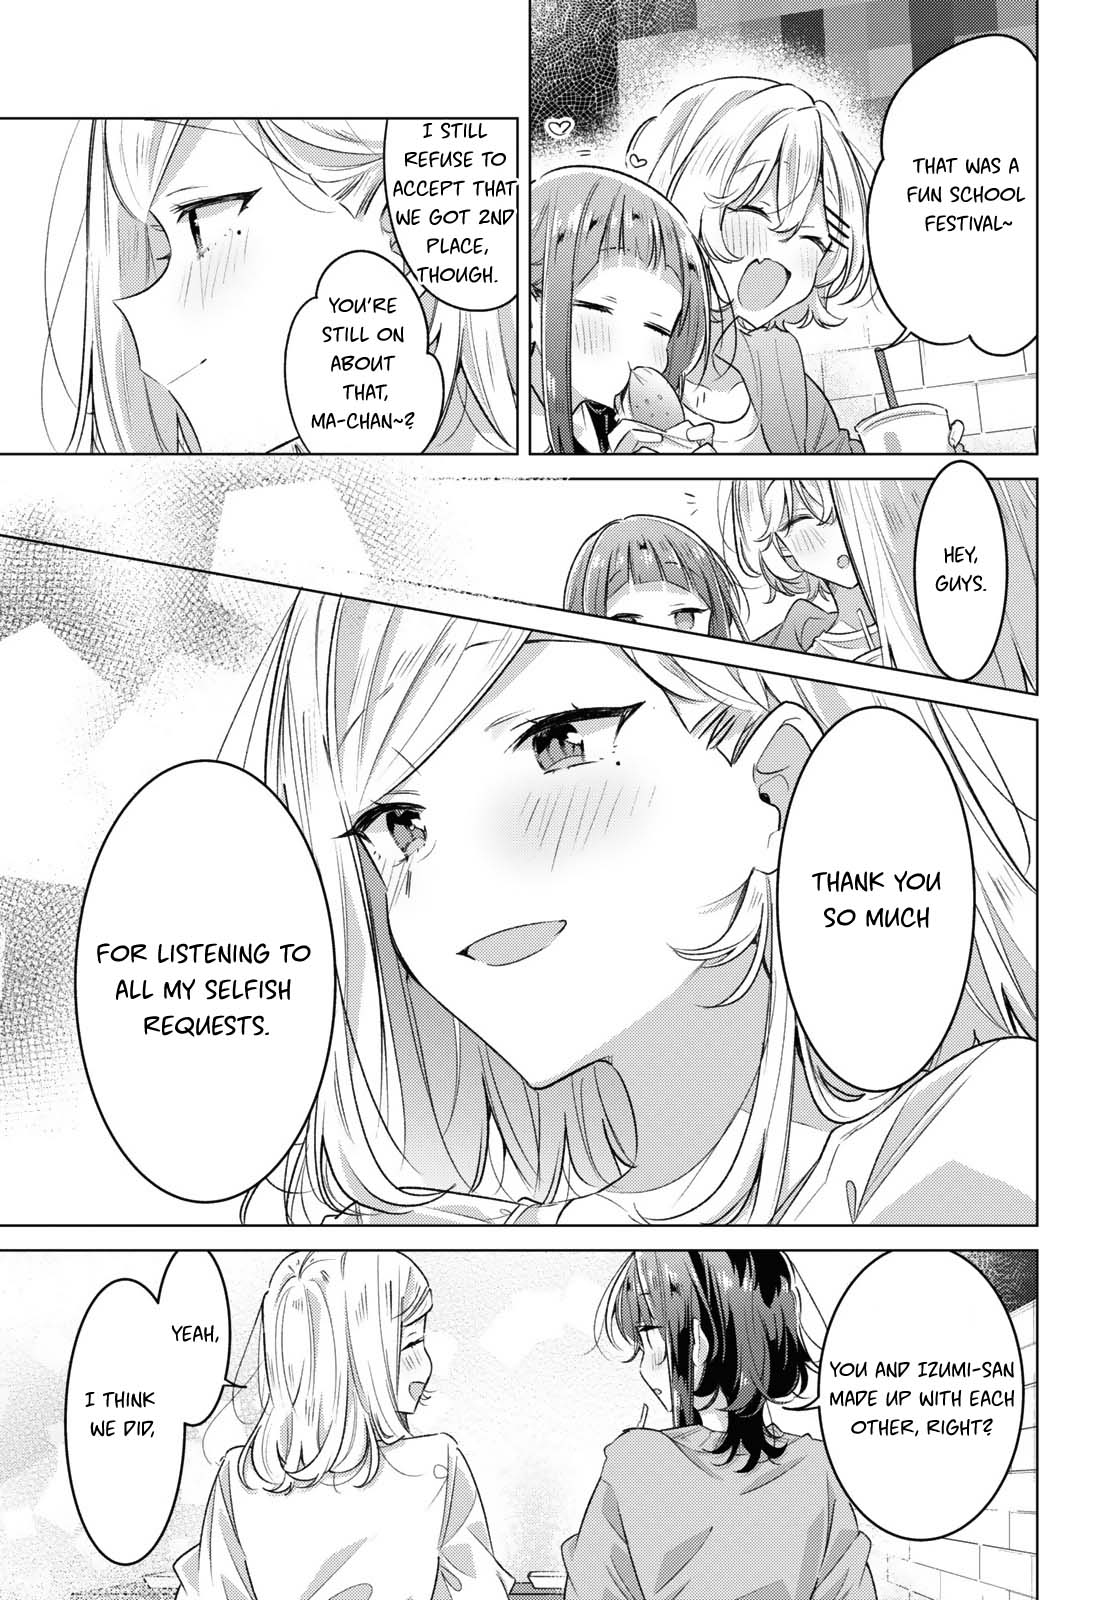 THAT WAS A
FUN SCHOOL
FESTIVAL~
I STILL
REFUSE TO
ACCEPT THAT
WE GOT 2ND
PLACE,
THOUGH.
YOU'RE
STILL ON
ABOUT
THAT,
MA-CHAN~?
HEY,
GUYS.
THANK YOU
SO MUCH
FOR LISTENING TO
ALL MY SELFISH
REQUESTS.
YOU AND IZUMI-SAN
MADE UP WITH EACH
OTHER, RIGHT?
YEAH,
I THINK
WE DID,